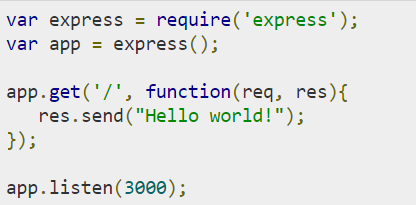 var express = require('express');
var app = express();
app.get('/', function(req, res){
   res.send("Hello world!");
});
app.listen(3000);